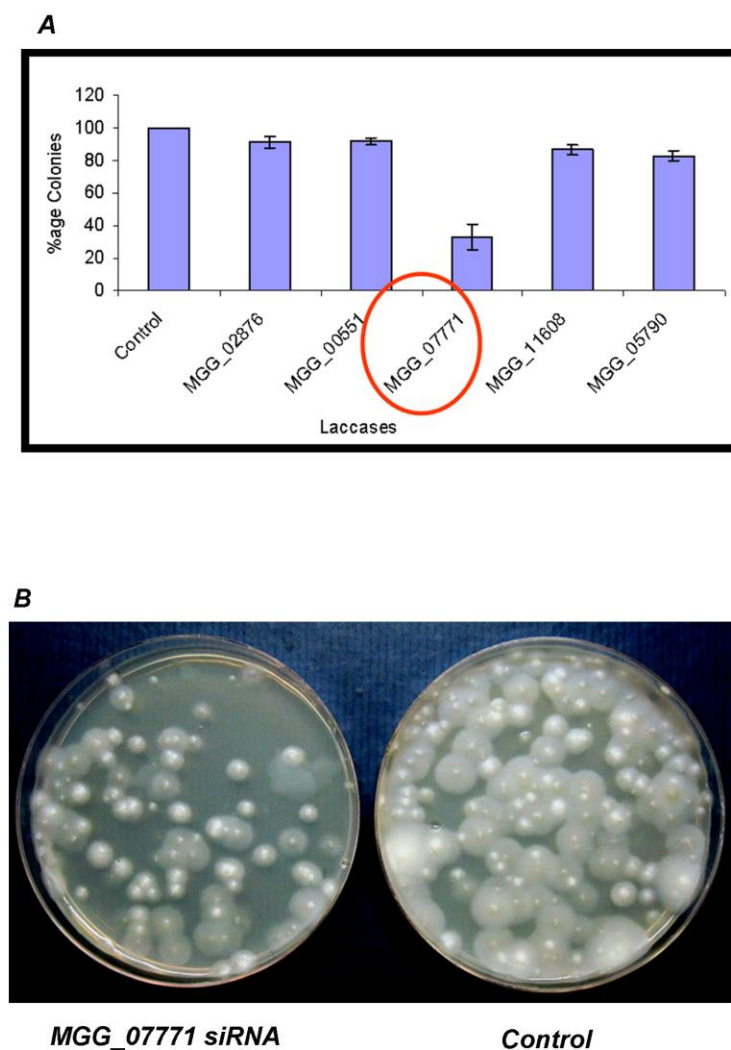 A
120
100
80
60
40
20
0
%age Colonies
Control
MGG_02876
MGG_00551
MGG_07771
MGG_11608
MGG_05790
Laccases
B
MGG_07771 siRNA
Control